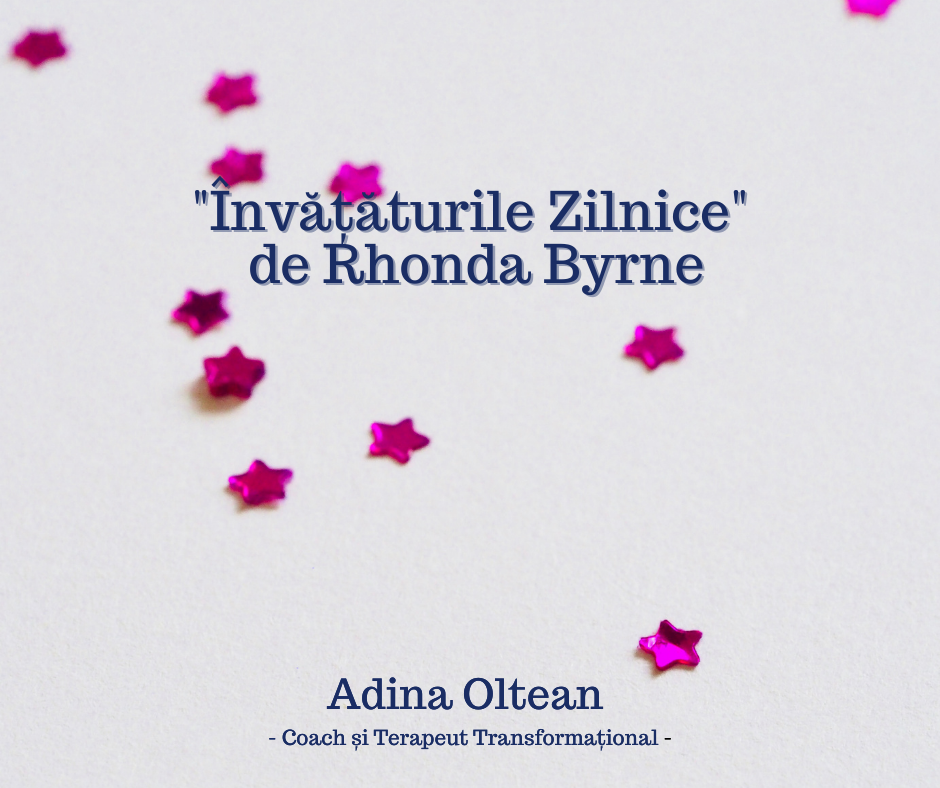 "Învățăturile Zilnice"
de Rhonda Byrne
Adina Oltean
- Coach și Terapeut Transformațional -